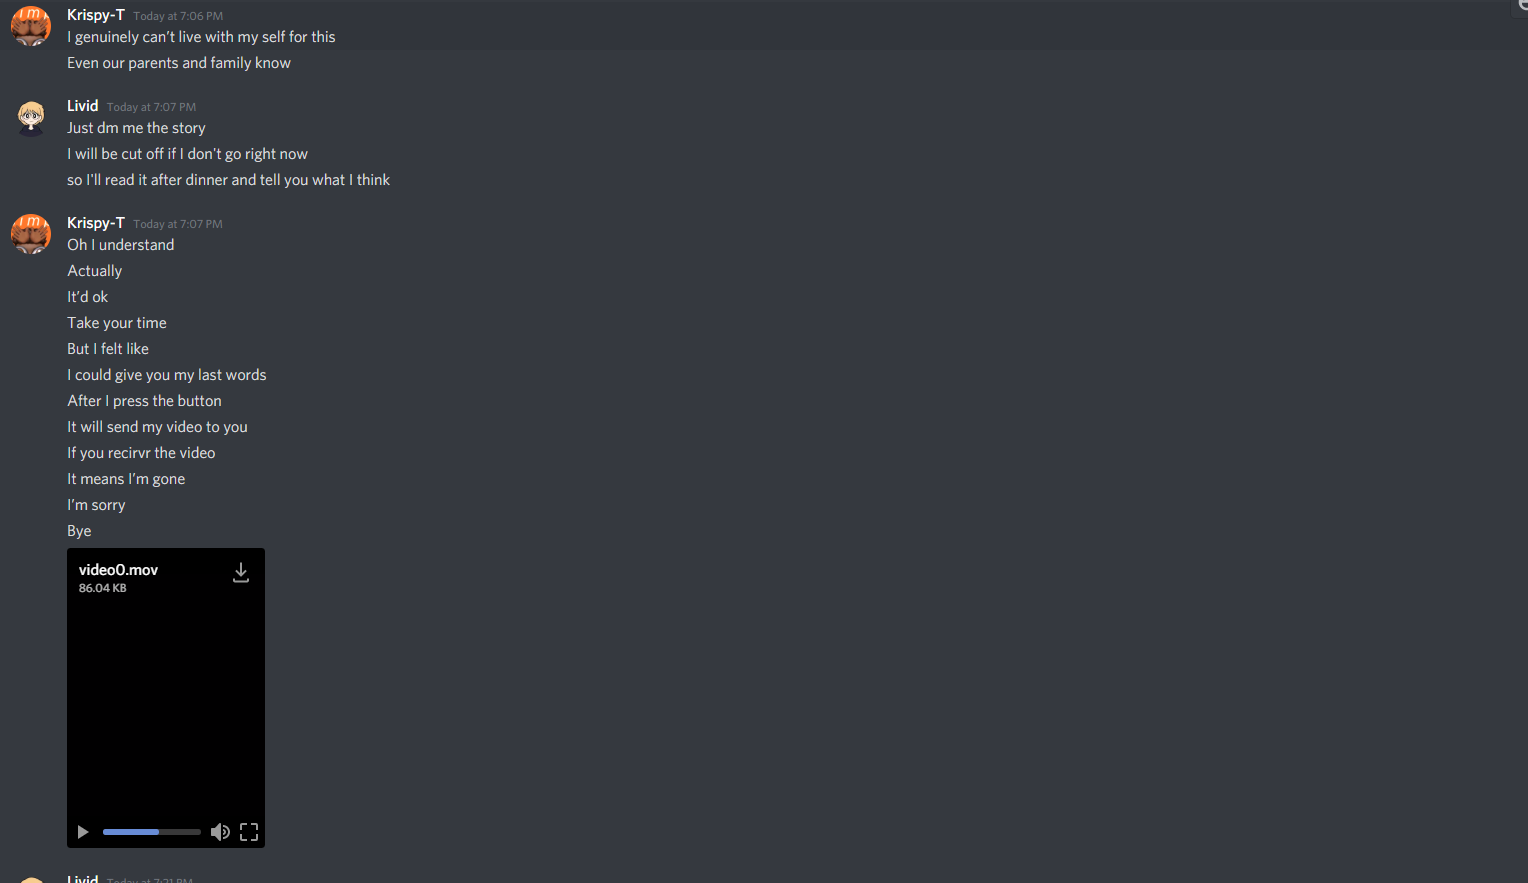 Krispy-T Today at 7:06 PM
I genuinely can't live with my self for this
Even our parents and family know
Livid Today at 7:07 PM
Just dm me the story
I will be cut off if I don't go right now
so I'll read it after dinner and tell you what I think
Krispy-T Today at 7:07 PM
Oh I understand
Actually
It'd ok
Take your time
But I felt like
I could give you my last words
After I press the button
It will send my video to you
If you recirvr the video
It means I'm gone
I'm sorry
Bye
video0.mov
86.04 KB
Livid Today at 7:21 PM